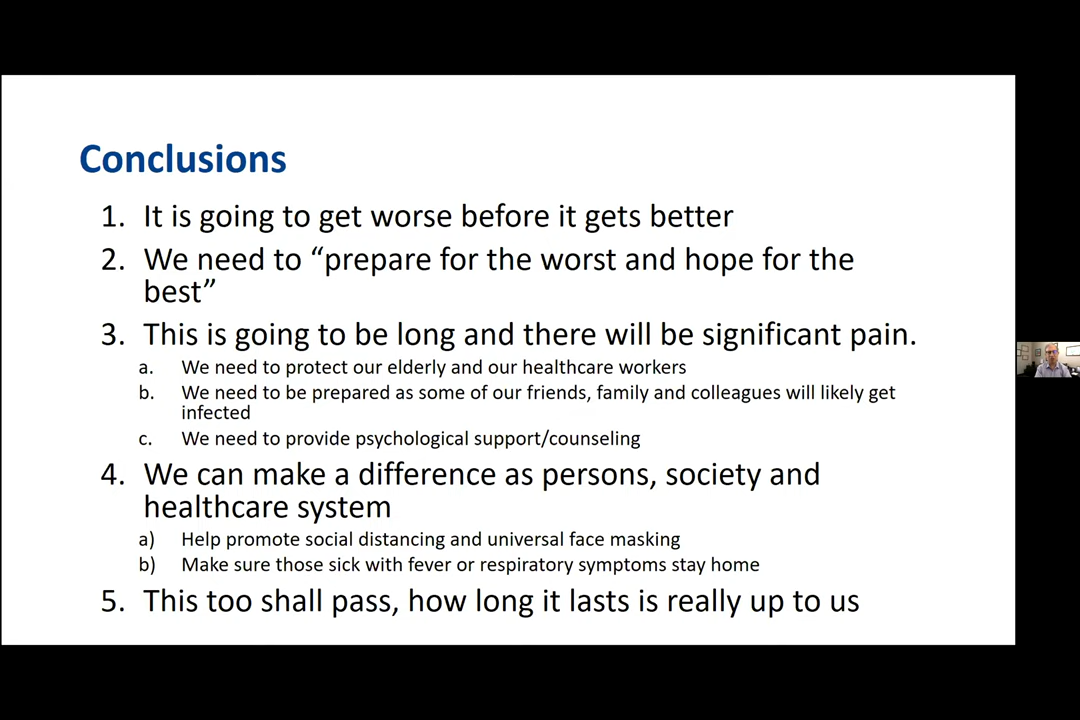 Conclusions
1. It is going to get worse before it gets better
2. We need to “prepare for the worst and hope for the
best”
3. This is going to be long and there will be significant pain.
a. We need to protect our elderly and our healthcare workers
b. We need to be prepared as some of our friends, family and colleagues will likely get
infected
c. We need to provide psychological support/counseling
4. We can make a difference as persons, society and
healthcare system
a) Help promote social distancing and universal face masking
b) Make sure those sick with fever or respiratory symptoms stay home
5. This too shall pass, how long it lasts is really up to us